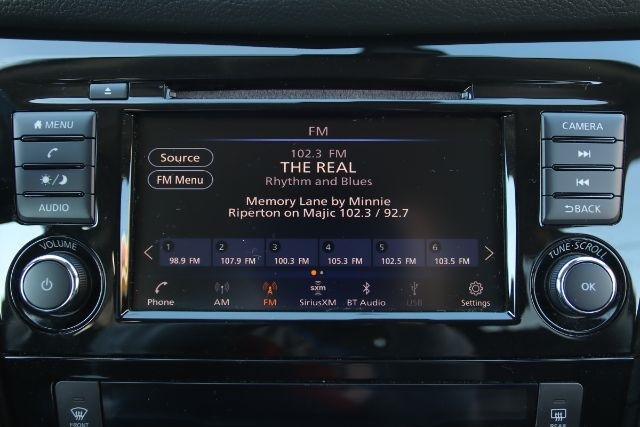 FM
102.3 FM
THE REAL
Rhythm and Blues
Memory Lane by Minnie
Riperton on Majic 102.3 / 92.7
Source
FM Menu
1 2 3 4 5 6
98.9 FM 107.9 FM 100.3 FM 105.3 FM 102.5 FM 103.5 FM
sxm
Phone AM FM SiriusXM BT Audio USB Settings
MENU
AUDIO
VOLUME
CAMERA
BACK
TUNE·SCROLL
OK
FRONT
REAR